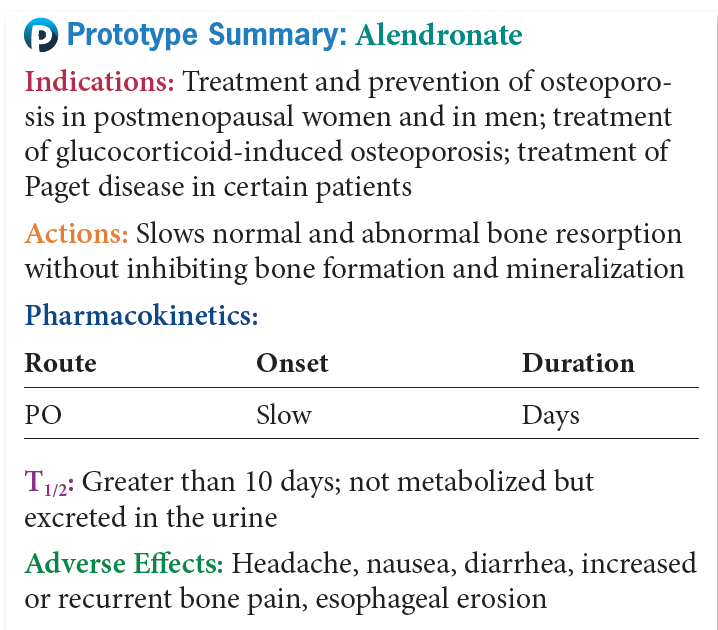 P Prototype Summary: Alendronate
Indications: Treatment and prevention of osteoporo-
sis in postmenopausal women and in men; treatment
of glucocorticoid-induced osteoporosis; treatment of
Paget disease in certain patients
Actions: Slows normal and abnormal bone resorption
without inhibiting bone formation and mineralization
Pharmacokinetics:
Route Onset Duration
PO Slow Days
T1/2: Greater than 10 days; not metabolized but
excreted in the urine
Adverse Effects: Headache, nausea, diarrhea, increased
or recurrent bone pain, esophageal erosion